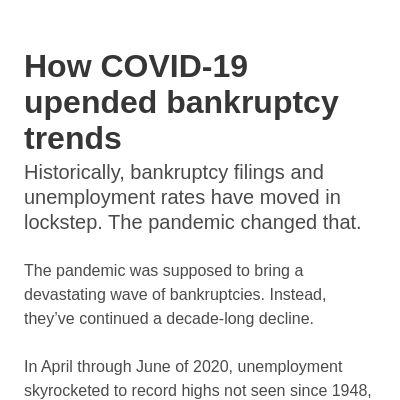 How COVID-19
upended bankruptcy
trends
Historically, bankruptcy filings and
unemployment rates have moved in
lockstep. The pandemic changed that.
The pandemic was supposed to bring a
devastating wave of bankruptcies. Instead,
they’ve continued a decade-long decline.
In April through June of 2020, unemployment
skyrocketed to record highs not seen since 1948,